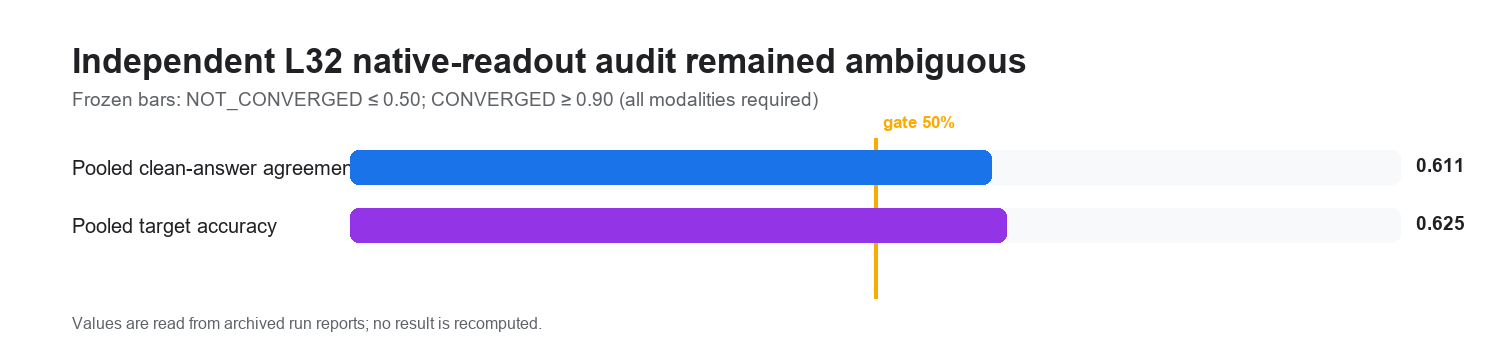 Independent L32 native-readout audit remained ambiguous
Frozen bars: NOT_CONVERGED ≤ 0.50; CONVERGED ≥ 0.90 (all modalities required)
gate 50%
Pooled clean-answer agreemen
0.611
Pooled target accuracy
0.625
Values are read from archived run reports; no result is recomputed.